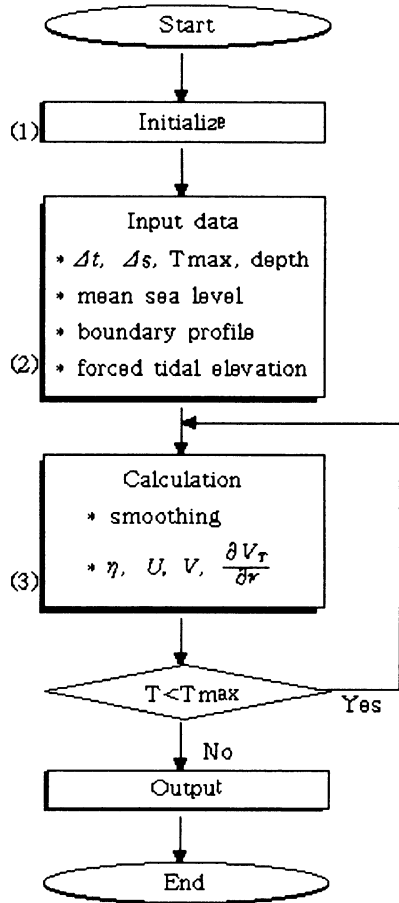 Start
(1) Initialize
Input data
* Δt, Δs, Tmax, depth
* mean sea level
* boundary profile
(2) * forced tidal elevation
Calculation
* smoothing
(3) * η, U, V, ∂V_r/∂r
T<Tmax
Yes
No
Output
End